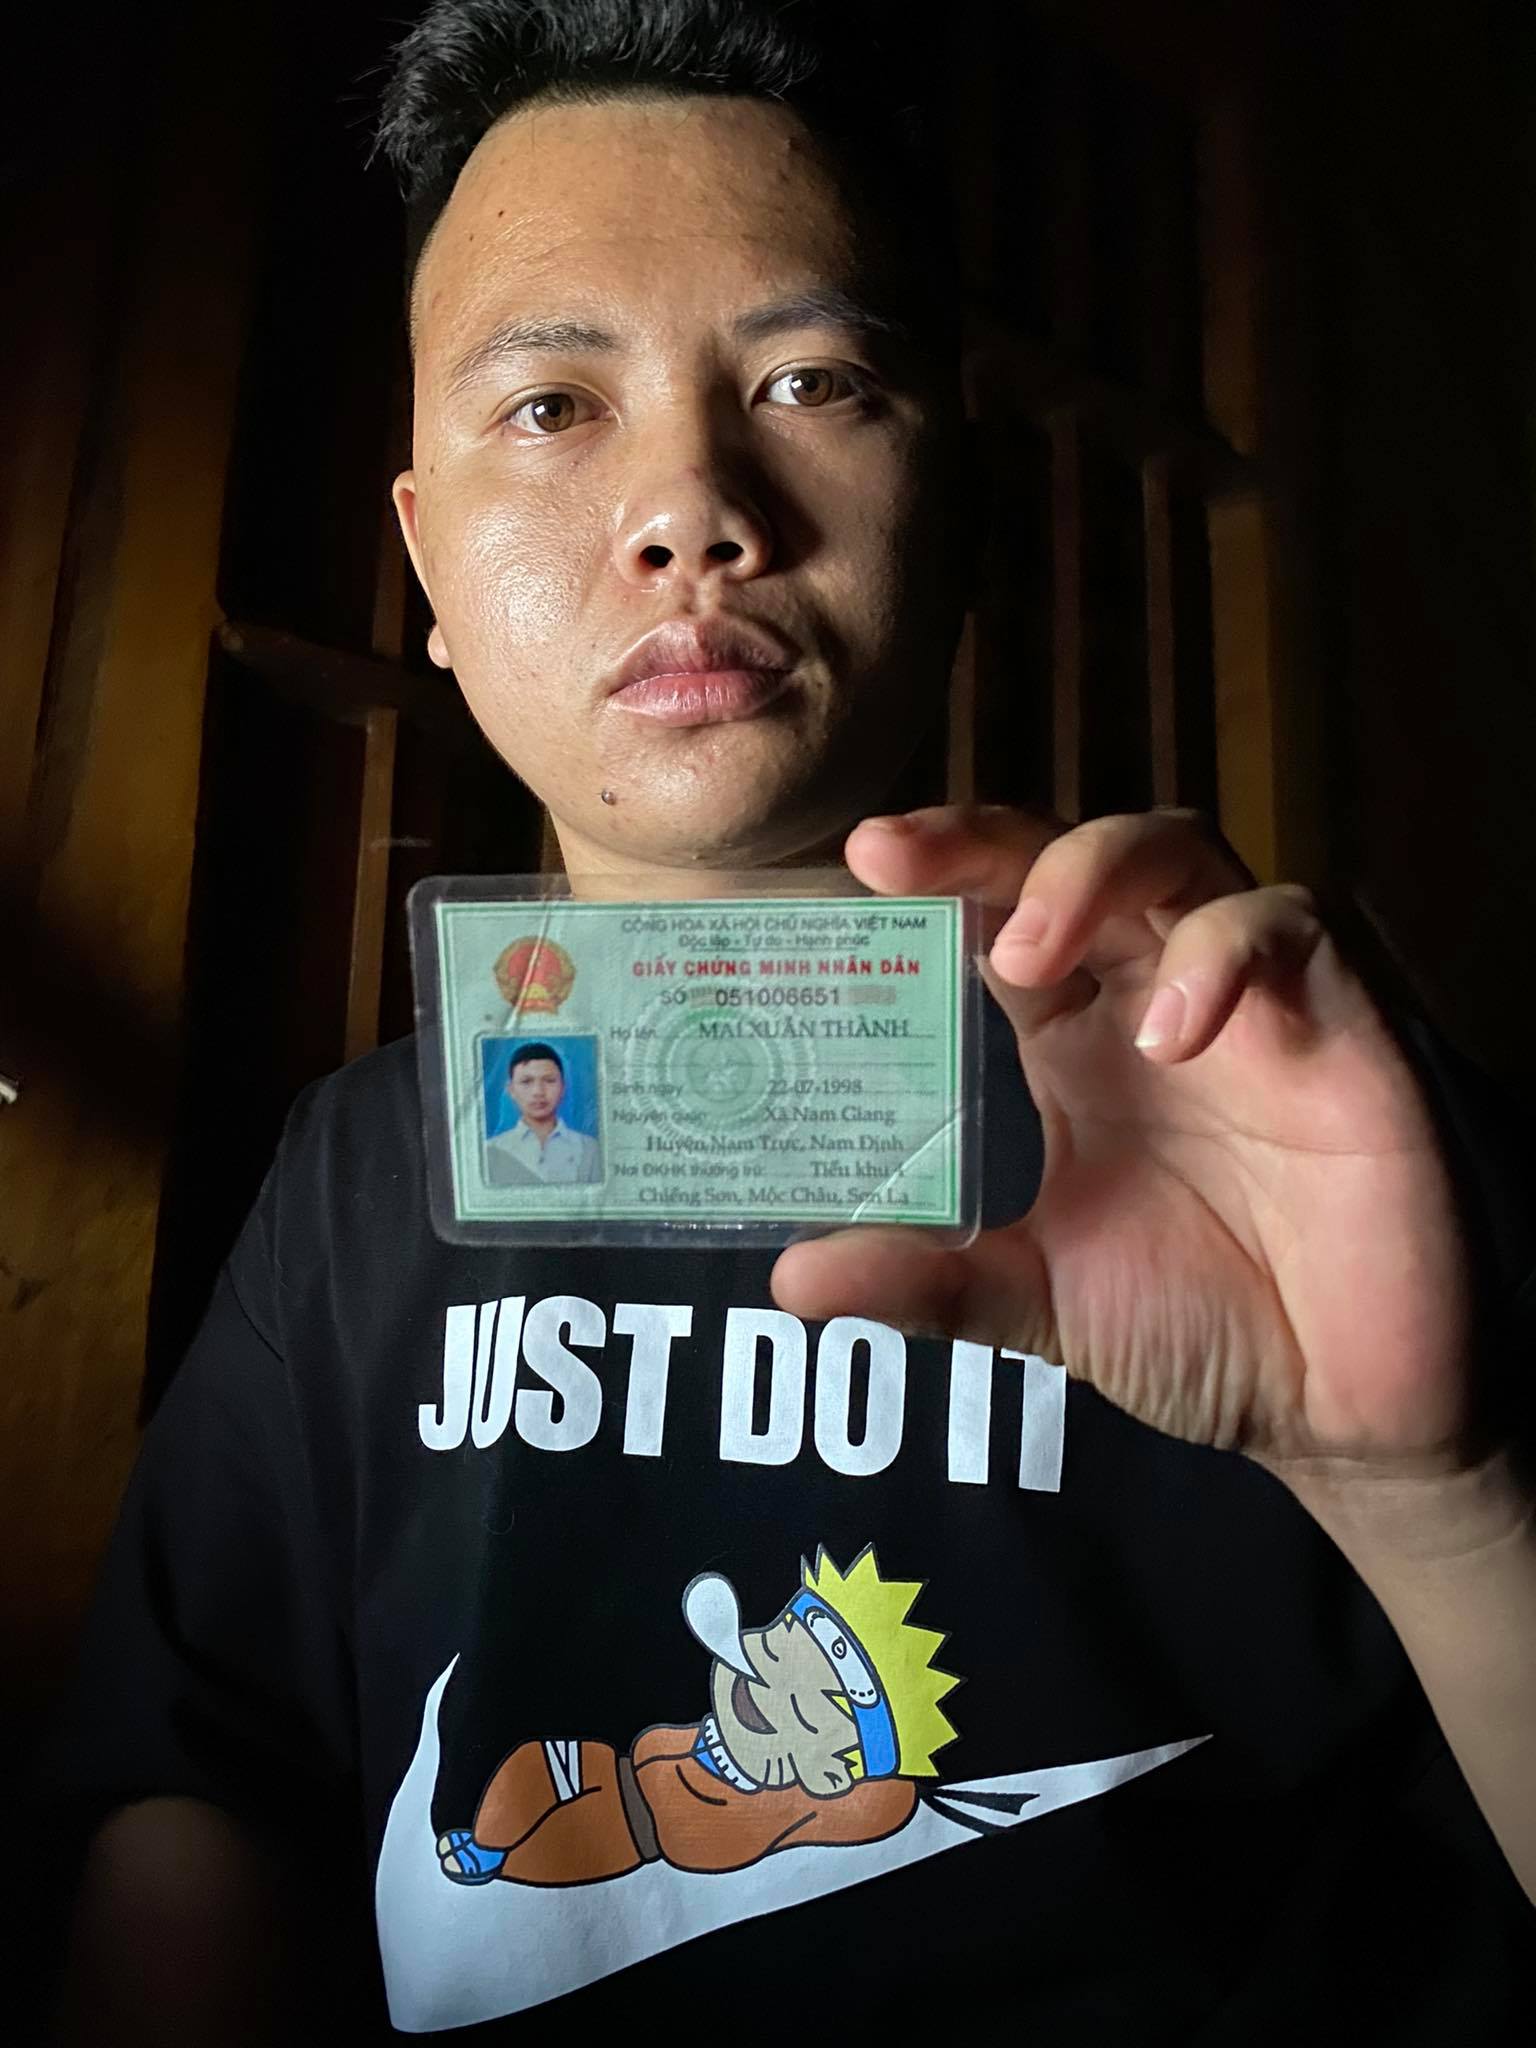 CỘNG HÒA XÃ HỘI CHỦ NGHĨA VIỆT NAM
Độc lập - Tự do - Hạnh phúc
GIẤY CHỨNG MINH NHÂN DÂN
SỐ 051006651
Họ tên MAI XUÂN THÀNH
Sinh ngày 22-07-1998
Nguyên quán Xã Nam Giang
Huyện Nam Trực, Nam Định
Nơi ĐKHK thường trú: Tiểu khu 4
Chiềng Sơn, Mộc Châu, Sơn La
JUST DO IT